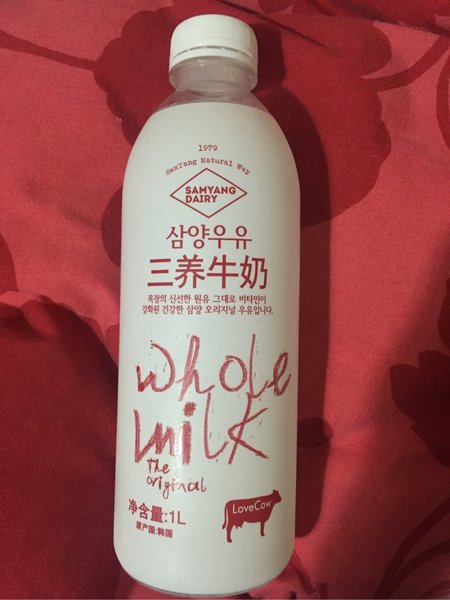 1979
SamYang Natural Way
SAMYANG
DAIRY
삼양우유
三养牛奶
목장의 신선한 원유 그대로 비타민이
강화된 건강한 삼양 오리지널 우유입니다.
whole
milk
The
original
LoveCow
净含量:1L
原产国:韩国